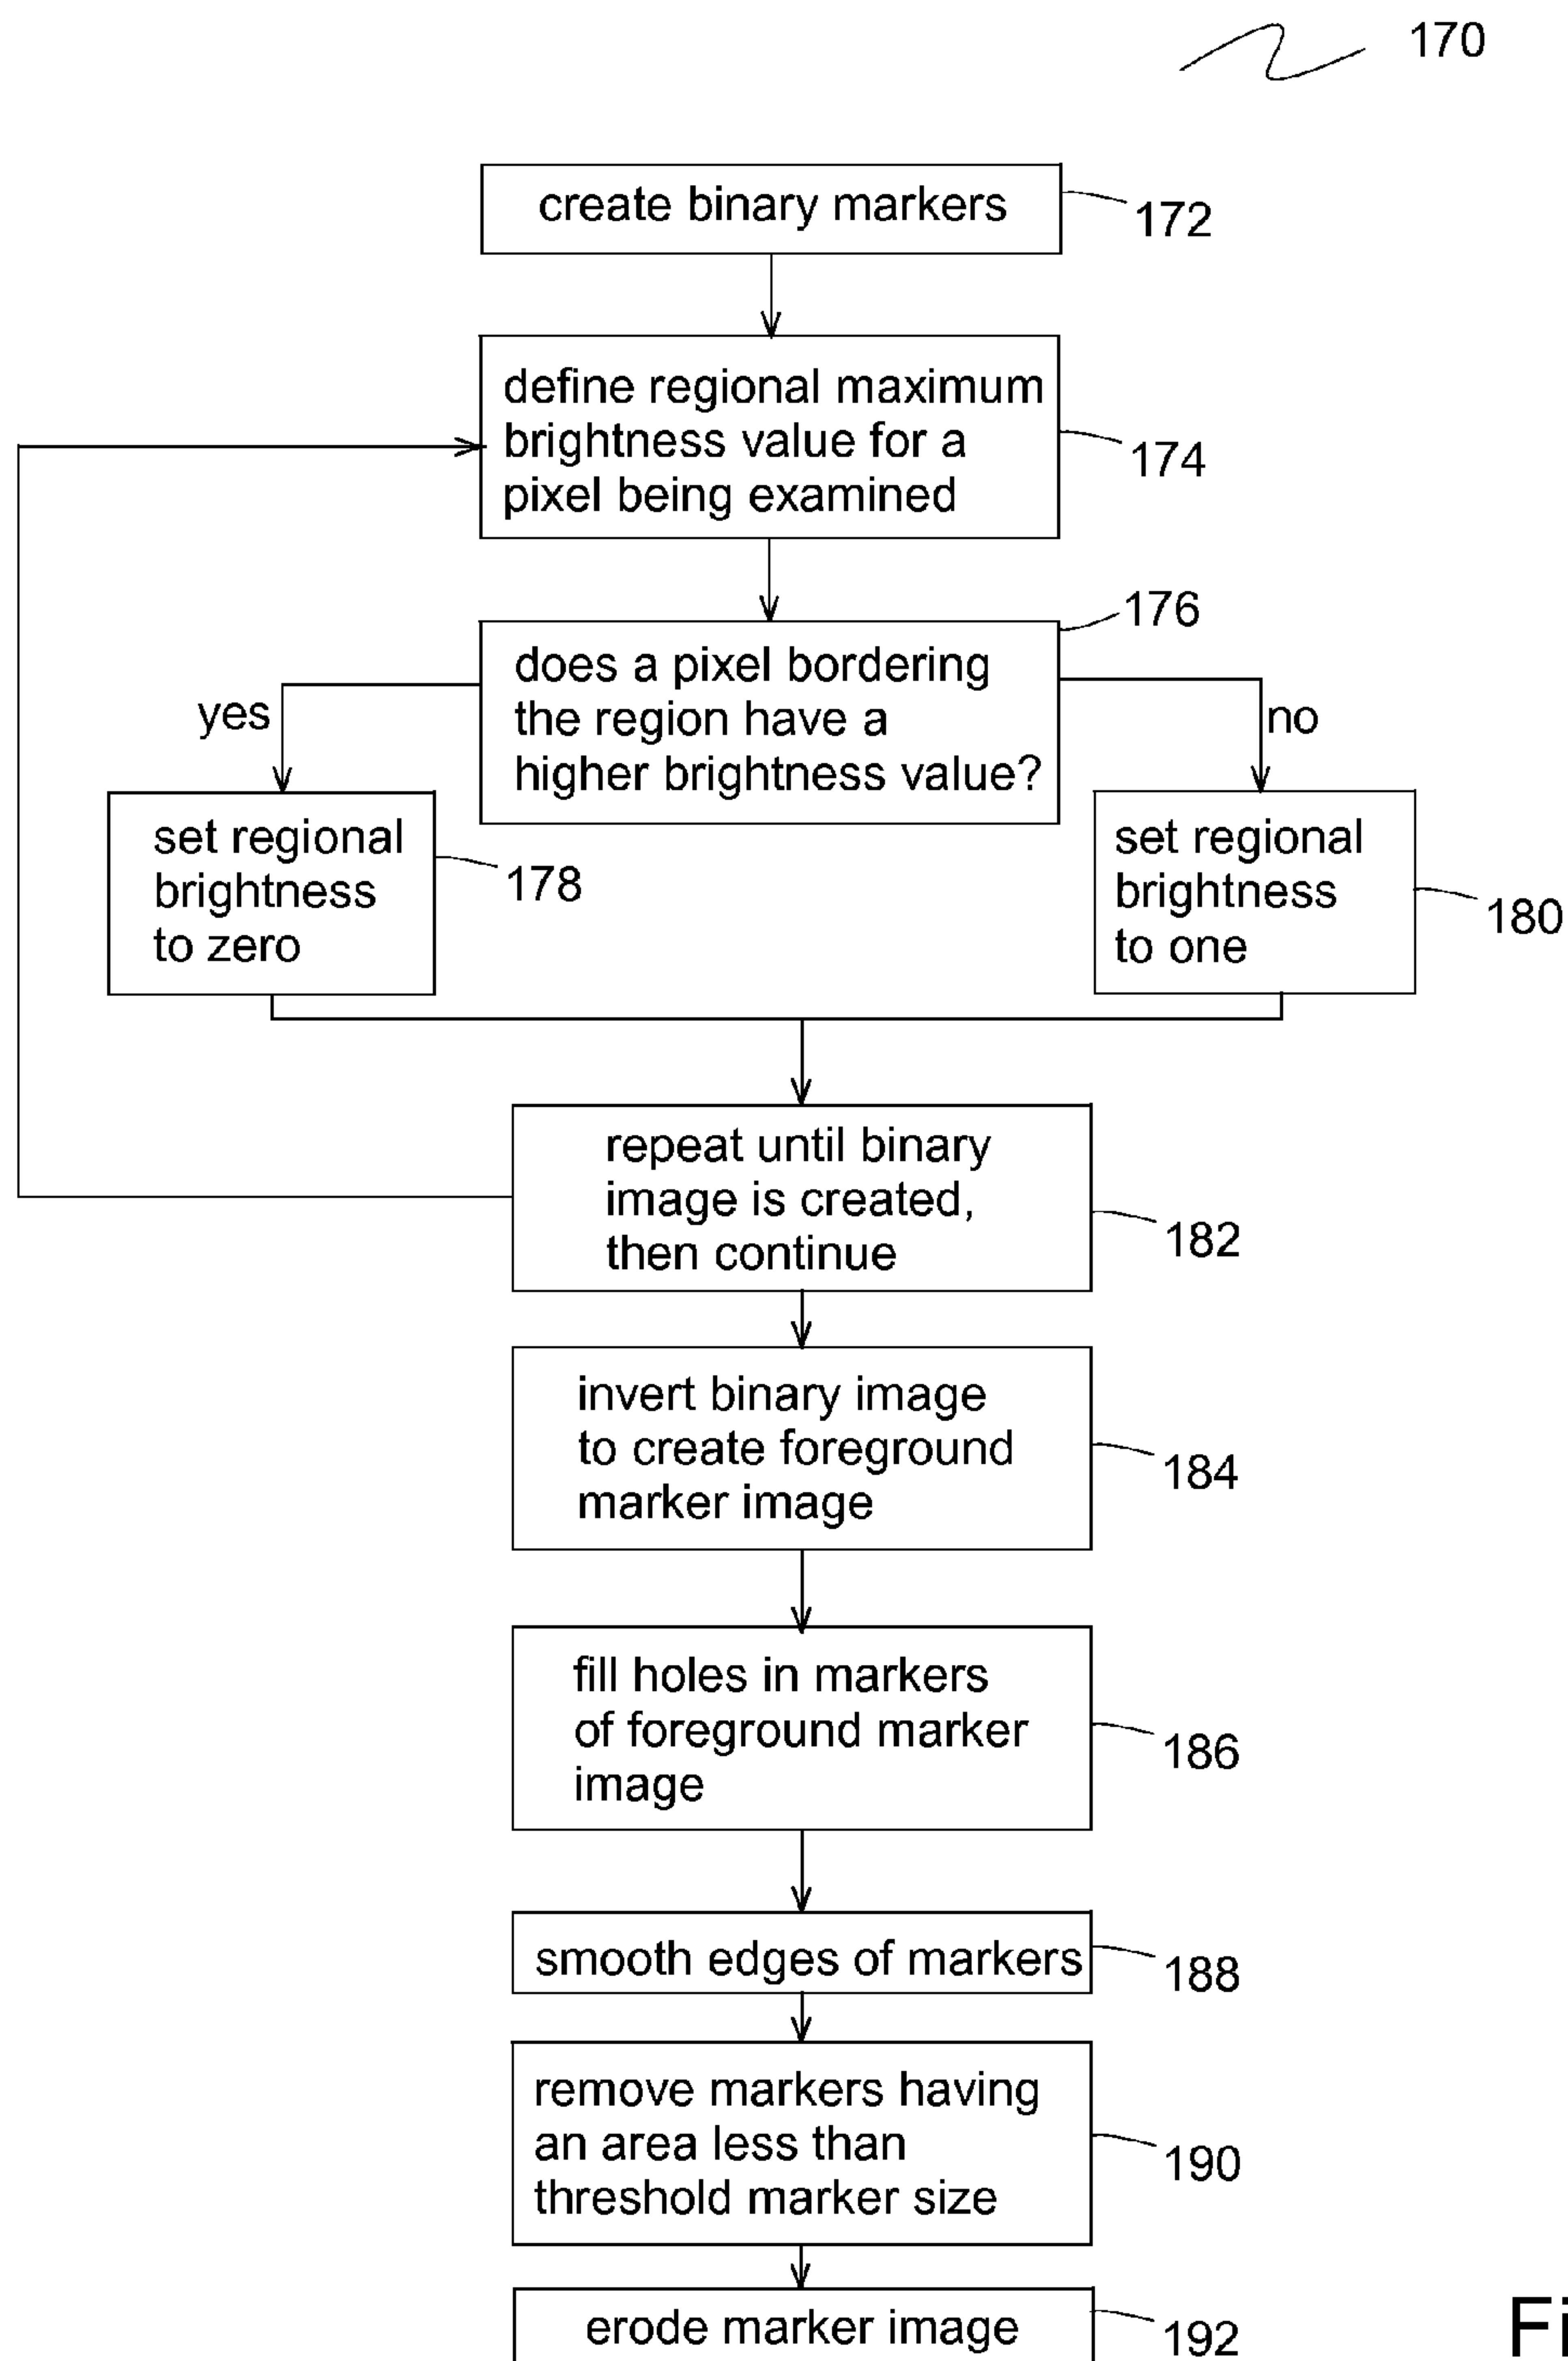 170
create binary markers
172
define regional maximum
brightness value for a
pixel being examined
174
176
does a pixel bordering
the region have a
higher brightness value?
yes
no
set regional
brightness
to zero
178
set regional
brightness
to one
180
repeat until binary
image is created,
then continue
182
invert binary image
to create foreground
marker image
184
fill holes in markers
of foreground marker
image
186
smooth edges of markers
188
remove markers having
an area less than
threshold marker size
190
erode marker image
192